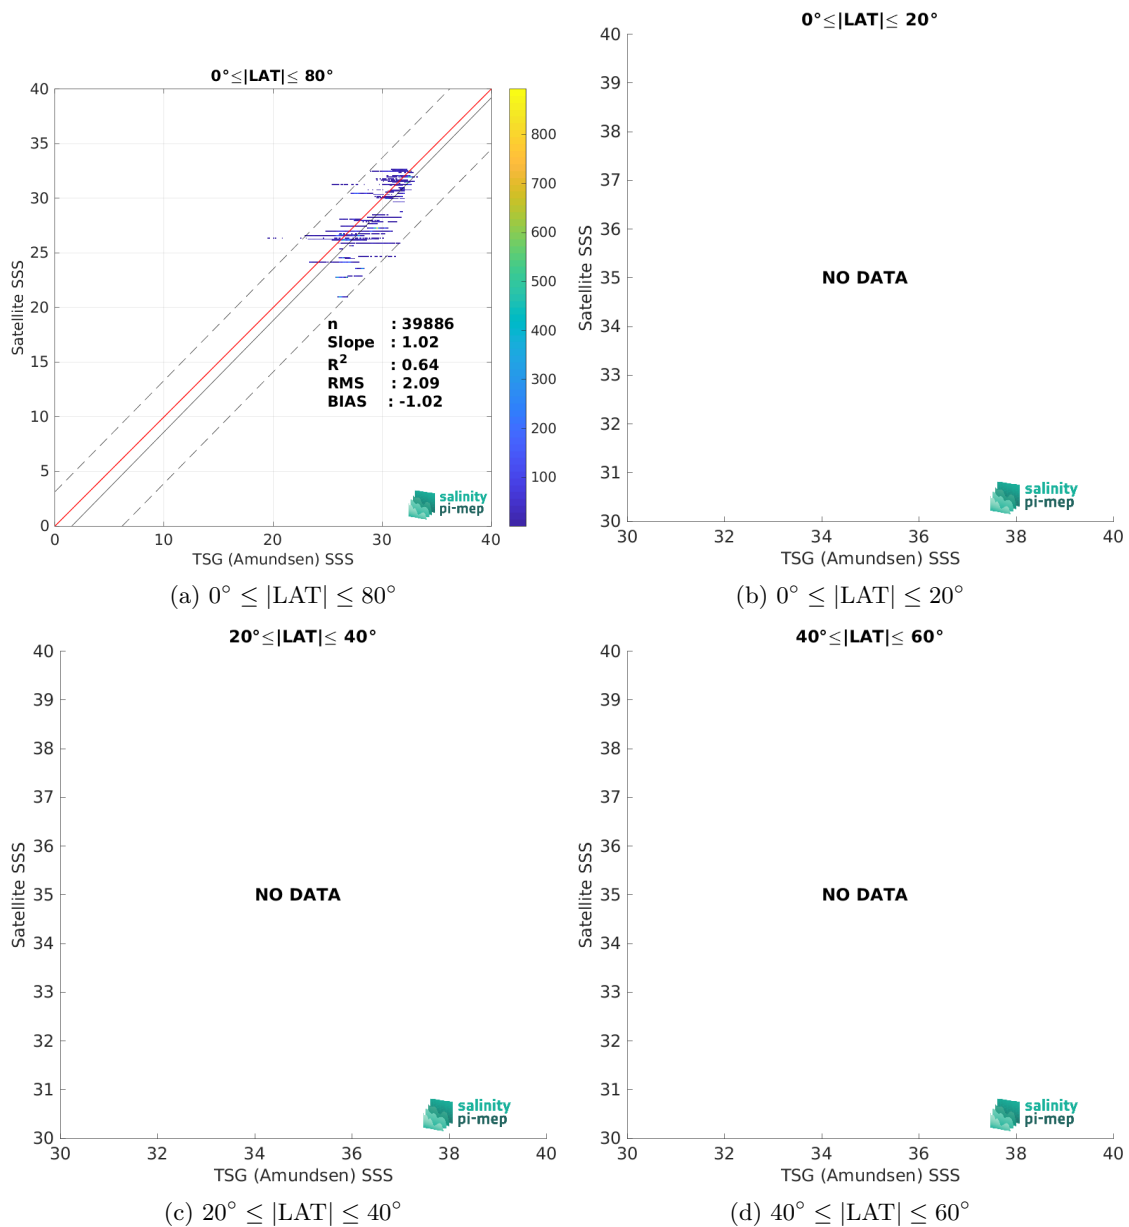 0°≤|LAT|≤ 80°
40
35
30
25
20
15
10
5
0
0
10
20
30
40
Satellite SSS
TSG (Amundsen) SSS
n : 39886
Slope : 1.02
R2 : 0.64
RMS : 2.09
BIAS : -1.02
salinity
pi-mep
800
700
600
500
400
300
200
100
(a) 0° ≤ |LAT| ≤ 80°
0°≤|LAT|≤ 20°
40
39
38
37
36
35
34
33
32
31
30
30
32
34
36
38
40
Satellite SSS
NO DATA
salinity
pi-mep
TSG (Amundsen) SSS
(b) 0° ≤ |LAT| ≤ 20°
20°≤|LAT|≤ 40°
40
39
38
37
36
35
34
33
32
31
30
30
32
34
36
38
40
Satellite SSS
NO DATA
salinity
pi-mep
TSG (Amundsen) SSS
(c) 20° ≤ |LAT| ≤ 40°
40°≤|LAT|≤ 60°
40
39
38
37
36
35
34
33
32
31
30
30
32
34
36
38
40
Satellite SSS
NO DATA
salinity
pi-mep
TSG (Amundsen) SSS
(d) 40° ≤ |LAT| ≤ 60°